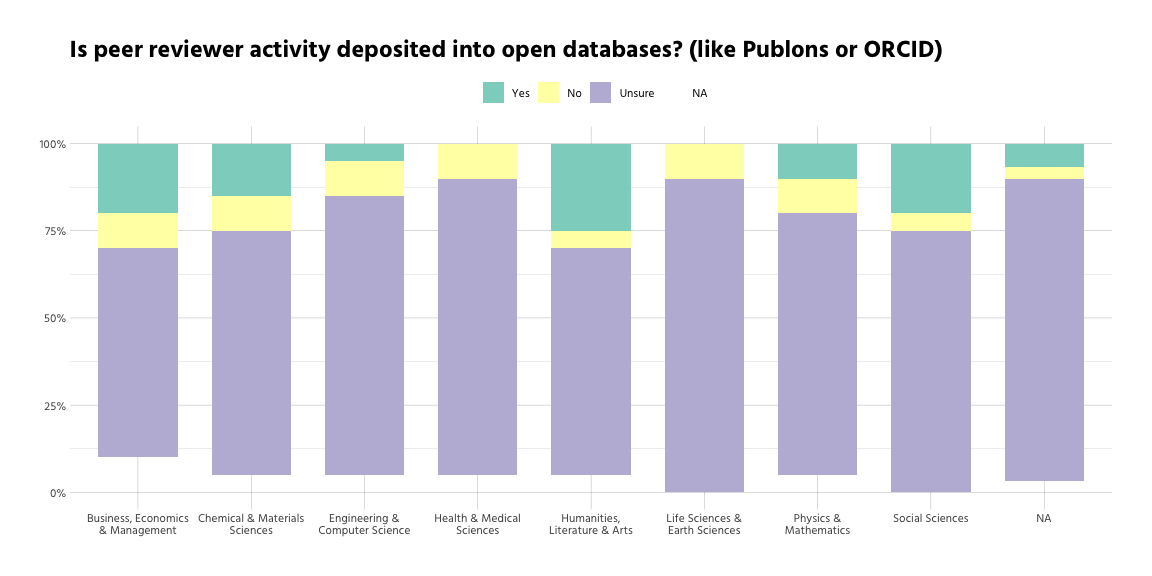 Is peer reviewer activity deposited into open databases? (like Publons or ORCID)
Yes No Unsure NA
100%
75%
50%
25%
0%
Business, Economics
& Management
Chemical & Materials
Sciences
Engineering &
Computer Science
Health & Medical
Sciences
Humanities,
Literature & Arts
Life Sciences &
Earth Sciences
Physics &
Mathematics
Social Sciences
NA